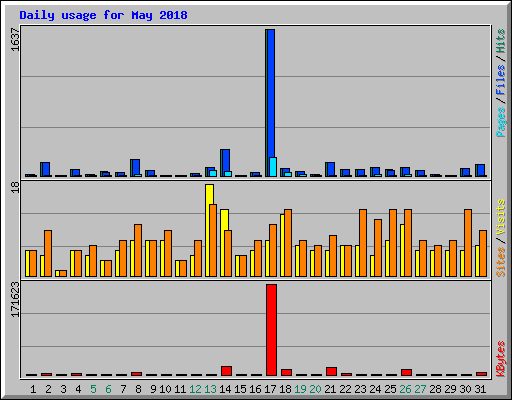 Daily usage for May 2018
1637
Pages / Files / Hits
18
Sites / Visits
171623
KBytes
1 2 3 4 5 6 7 8 9 10 11 12 13 14 15 16 17 18 19 20 21 22 23 24 25 26 27 28 29 30 31